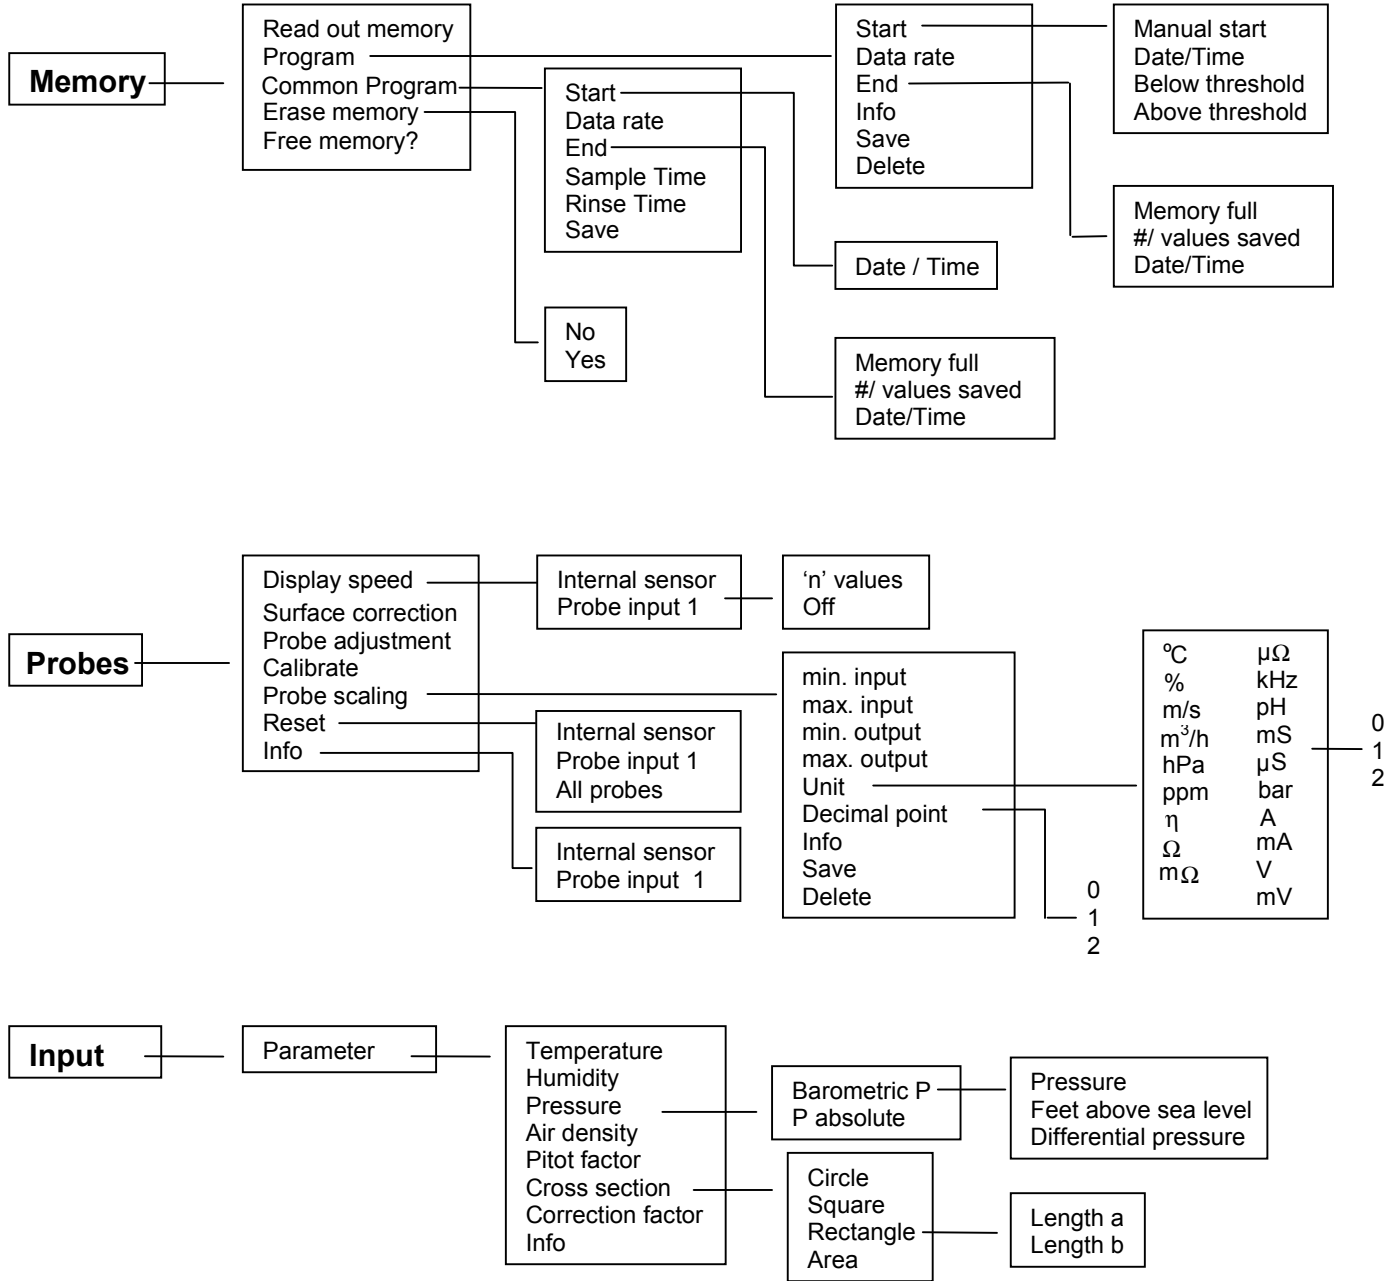 Memory
Read out memory
Program
Common Program
Erase memory
Free memory?
Start
Data rate
End
Sample Time
Rinse Time
Save
No
Yes
Start
Data rate
End
Info
Save
Delete
Date / Time
Memory full
#/ values saved
Date/Time
Manual start
Date/Time
Below threshold
Above threshold
Memory full
#/ values saved
Date/Time
Probes
Display speed
Surface correction
Probe adjustment
Calibrate
Probe scaling
Reset
Info
Internal sensor
Probe input 1
‘n’ values
Off
Internal sensor
Probe input 1
All probes
Internal sensor
Probe input 1
min. input
max. input
min. output
max. output
Unit
Decimal point
Info
Save
Delete
0
1
2
ºC
%
m/s
m³/h
hPa
ppm
η
Ω
mΩ
µΩ
kHz
pH
mS
µS
bar
A
mA
V
mV
0
1
2
Input
Parameter
Temperature
Humidity
Pressure
Air density
Pitot factor
Cross section
Correction factor
Info
Barometric P
P absolute
Pressure
Feet above sea level
Differential pressure
Circle
Square
Rectangle
Area
Length a
Length b